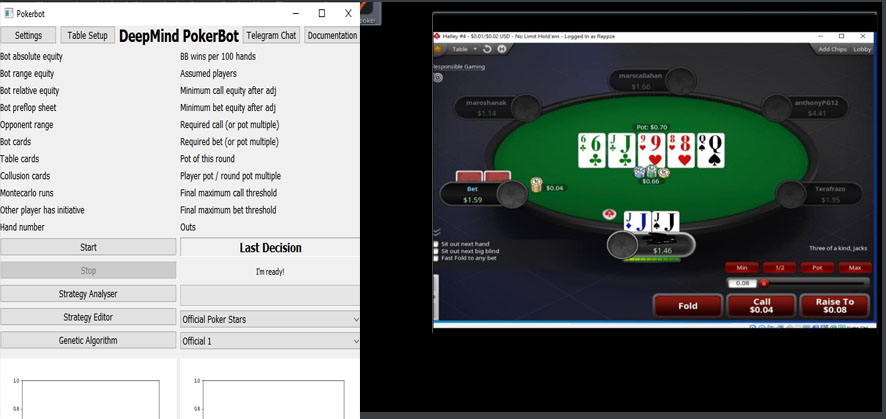 Pokerbot
Settings
Table Setup
DeepMind PokerBot
Telegram Chat
Documentation
Bot absolute equity
BB wins per 100 hands
Bot range equity
Assumed players
Bot relative equity
Minimum call equity after adj
Bot preflop sheet
Minimum bet equity after adj
Opponent range
Required call (or pot multiple)
Bot cards
Required bet (or pot multiple)
Table cards
Pot of this round
Collusion cards
Player pot / round pot multiple
Montecarlo runs
Final maximum call threshold
Other player has initiative
Final maximum bet threshold
Hand number
Outs
Start
Last Decision
Stop
I'm ready!
Strategy Analyser
Strategy Editor
Official Poker Stars
Genetic Algorithm
Official 1
1.0
0.8
1.0
0.8
poker
Halley #4 - $0.01/$0.02 USD - No Limit Hold'em - Logged In as Rappze
Table
Add Chips
Lobby
Responsible Gaming
marscallahan
$1.66
maroshanak
$1.14
anthonyPG12
$4.41
Pot: $0.70
6 J 9 8 Q
$0.66
Bet
$1.59
$0.04
Terafrazo
$1.95
J J
$1.46
Sit out next hand
Sit out next big blind
Fast Fold to any bet
Three of a kind, Jacks
Min
1/2
Pot
Max
0.08
Fold
Call
$0.04
Raise To
$0.08